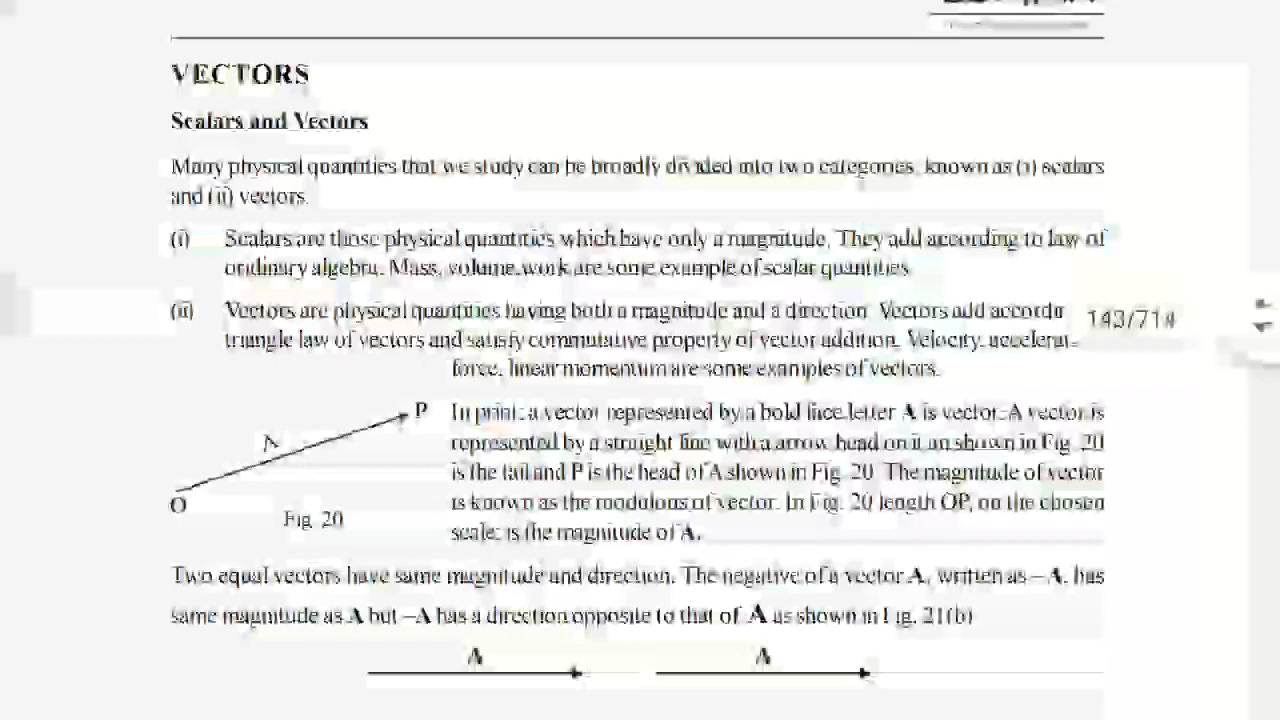 VECTORS
Scalars and Vectors
Many physical quantities that we study can be broadly divided into two categories, known as (i) scalars
and (ii) vectors.
(i) Scalars are those physical quantities which have only a magnitude. They add according to law of
ordinary algebra. Mass, volume, work are some example of scalar quantities
(ii) Vectors are physical quantities having both a magnitude and a direction. Vectors add accordin
143/714
triangle law of vectors and satisfy commutative property of vector addition. Velocity, accelerat
force, linear momentum are some examples of vectors.
P In print, a vector represented by a bold face letter A is vector. A vector is
A represented by a straight line with a arrow head on it as shown in Fig. 20
is the tail and P is the head of A shown in Fig. 20. The magnitude of vector
O is known as the modulous of vector. In Fig. 20 length OP, on the chosen
Fig. 20
scale, is the magnitude of A.
Two equal vectors have same magnitude and direction. The negative of a vector A, written as –A, has
same magnitude as A but –A has a direction opposite to that of A as shown in Fig. 21(b)
A A